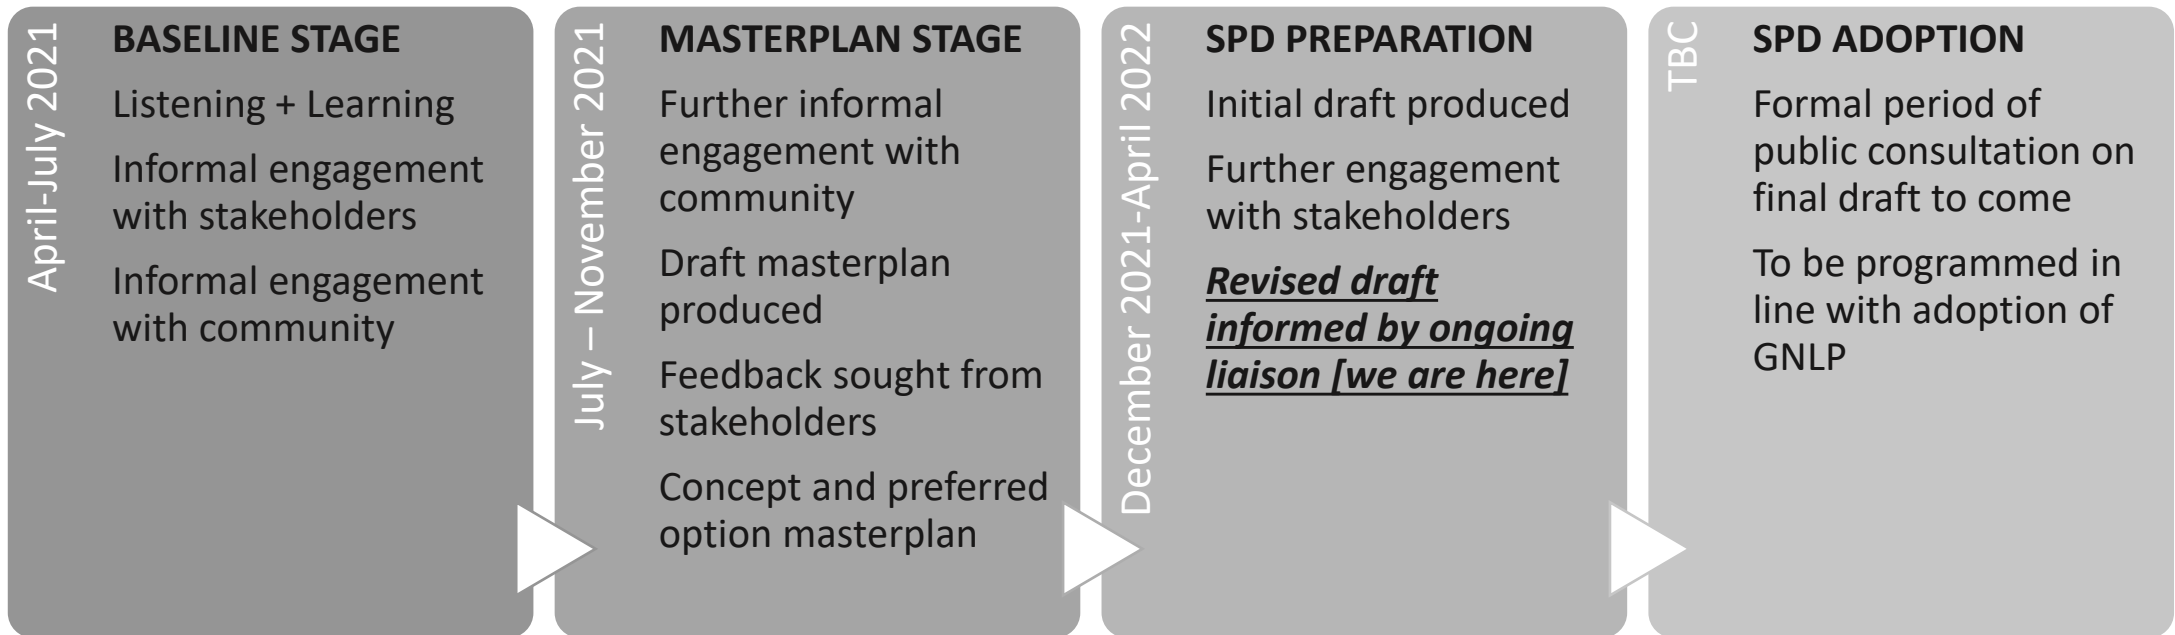 April-July 2021
BASELINE STAGE
Listening + Learning
Informal engagement
with stakeholders
Informal engagement
with community
July – November 2021
MASTERPLAN STAGE
Further informal
engagement with
community
Draft masterplan
produced
Feedback sought from
stakeholders
Concept and preferred
option masterplan
December 2021-April 2022
SPD PREPARATION
Initial draft produced
Further engagement
with stakeholders
Revised draft
informed by ongoing
liaison [we are here]
TBC
SPD ADOPTION
Formal period of
public consultation on
final draft to come
To be programmed in
line with adoption of
GNLP